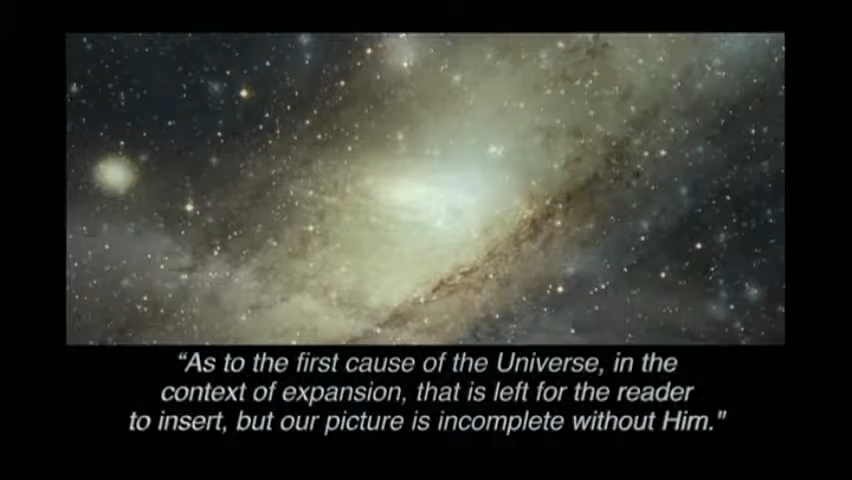 “As to the first cause of the Universe, in the
context of expansion, that is left for the reader
to insert, but our picture is incomplete without Him."